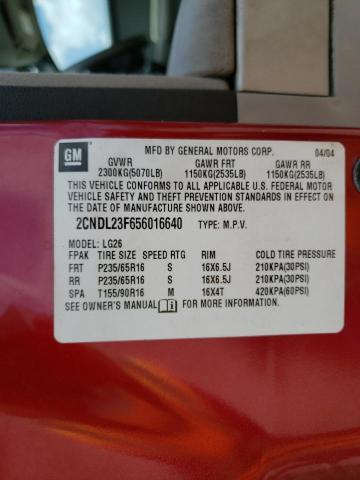 GM
MFD BY GENERAL MOTORS CORP. 04/04
GVWR GAWR FRT GAWR RR
2300KG(5070LB) 1150KG(2535LB) 1150KG(2535LB)
THIS VEHICLE CONFORMS TO ALL APPLICABLE U.S. FEDERAL MOTOR
VEHICLE SAFETY AND THEFT PREVENTION STANDARDS IN EFFECT ON
THE DATE OF MANUFACTURE SHOWN ABOVE.
2CNDL23F656016640 TYPE: M.P.V.
MODEL: LG26
FPAK TIRE SIZE SPEED RTG RIM COLD TIRE PRESSURE
FRT P235/65R16 S 16X6.5J 210KPA(30PSI)
RR P235/65R16 S 16X6.5J 210KPA(30PSI)
SPA T155/90R16 M 16X4T 420KPA(60PSI)
SEE OWNER'S MANUAL FOR MORE INFORMATION.